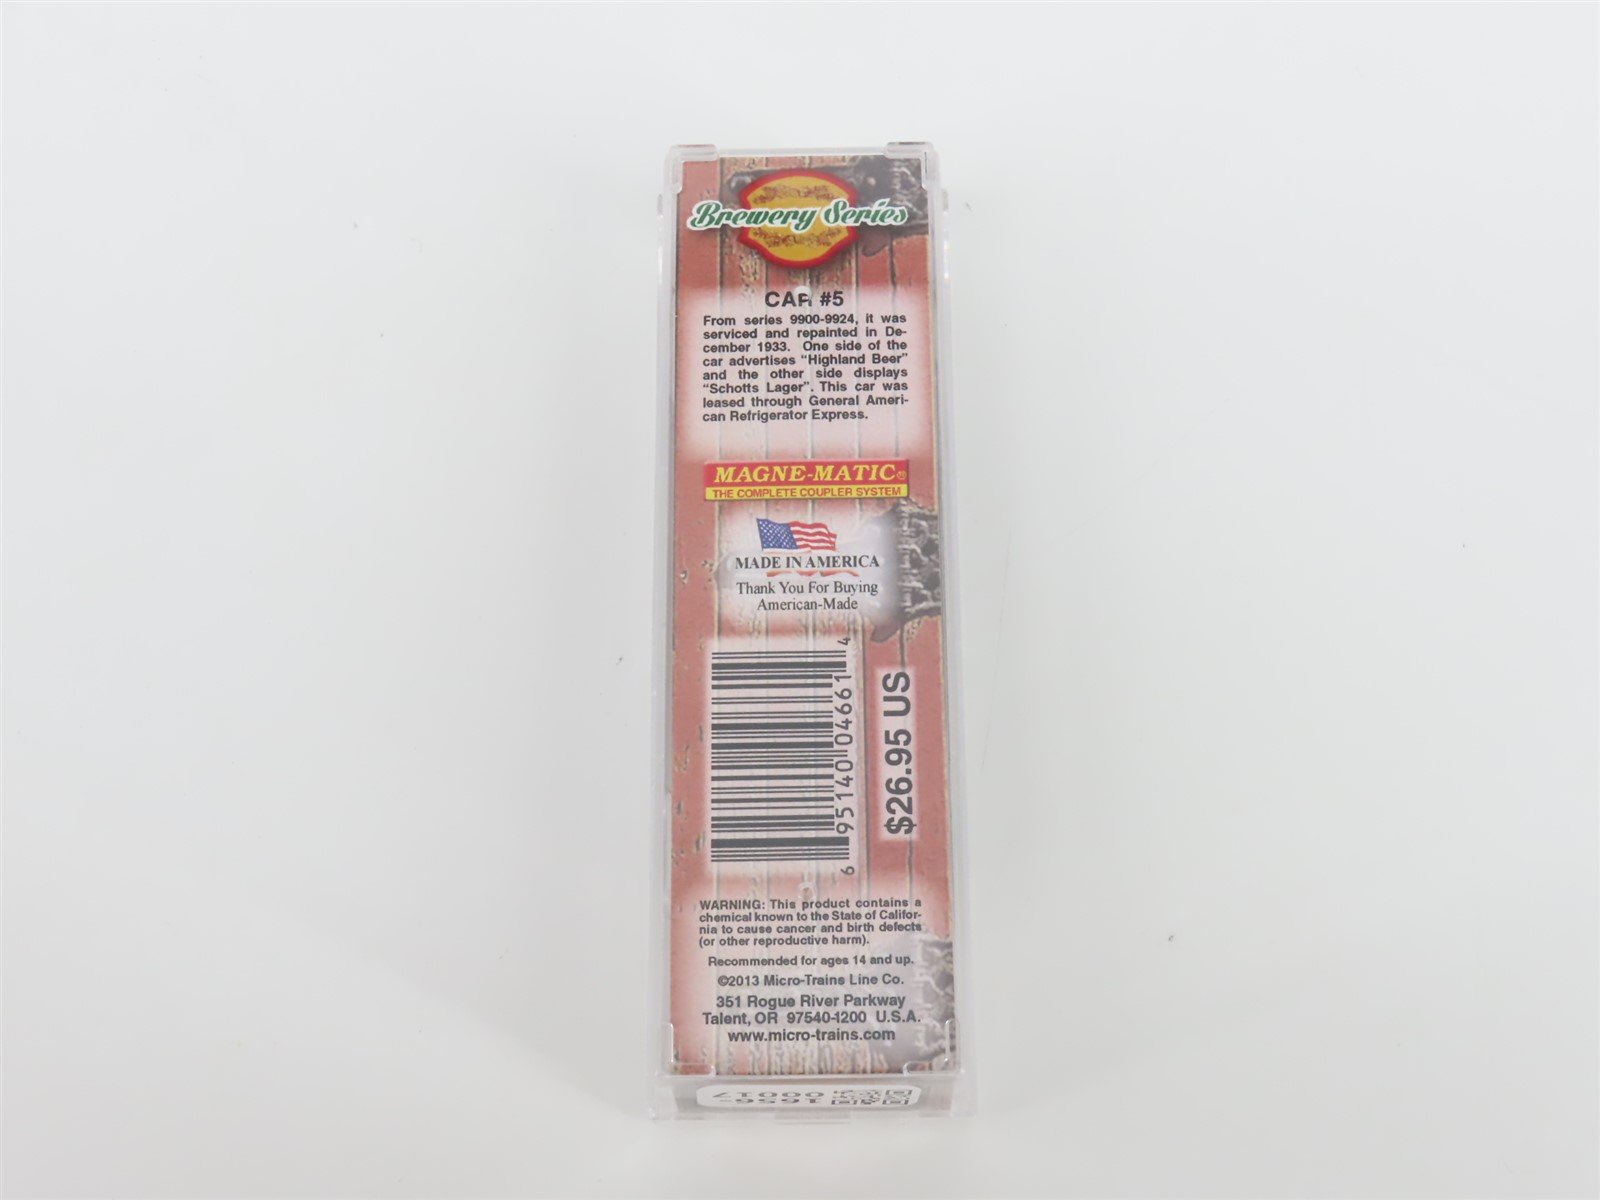 Brewery Series
CAR #5
From series 9900-9924, it was
serviced and repainted in De-
cember 1933. One side of the
car advertises “Highland Beer”
and the other side displays
“Schotts Lager”. This car was
leased through General Ameri-
can Refrigerator Express.
MAGNE-MATIC®
THE COMPLETE COUPLER SYSTEM
MADE IN AMERICA
Thank You For Buying
American-Made
6 95140 04661 4
$26.95 US
WARNING: This product contains a
chemical known to the State of Califor-
nia to cause cancer and birth defects
(or other reproductive harm).
Recommended for ages 14 and up.
©2013 Micro-Trains Line Co.
351 Rogue River Parkway
Talent, OR 97540-1200 U.S.A.
www.micro-trains.com